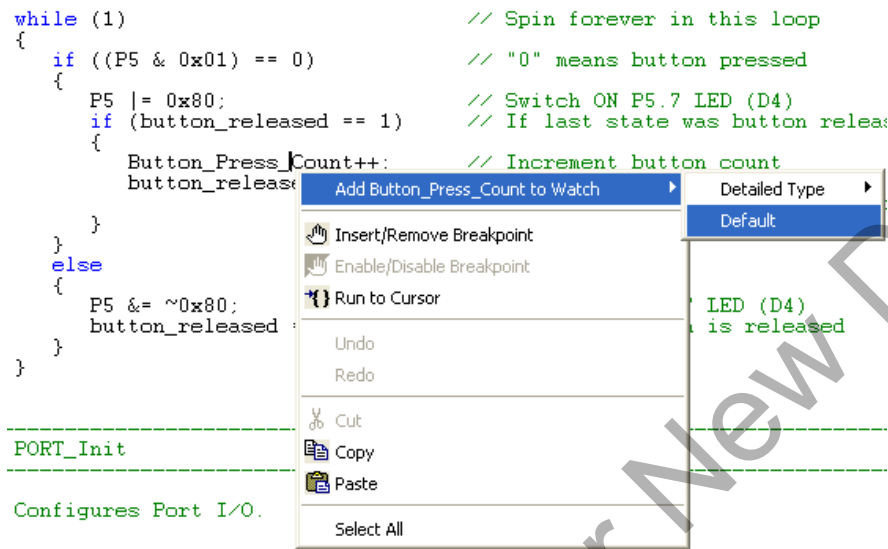 while (1) // Spin forever in this loop
{
if ((P5 & 0x01) == 0) // "0" means button pressed
{
P5 |= 0x80; // Switch ON P5.7 LED (D4)
if (button_released == 1) // If last state was button
{
Button_Press_Count++; // Increment button count
button_release
Add Button_Press_Count to Watch
Detailed Type
Default
}
}
else
{
P5 &= ~0x80; LED (D4)
button_released is released
}
}
Insert/Remove Breakpoint
Enable/Disable Breakpoint
Run to Cursor
Undo
Redo
Cut
Copy
Paste
Select All
PORT_Init
Configures Port I/O.
New